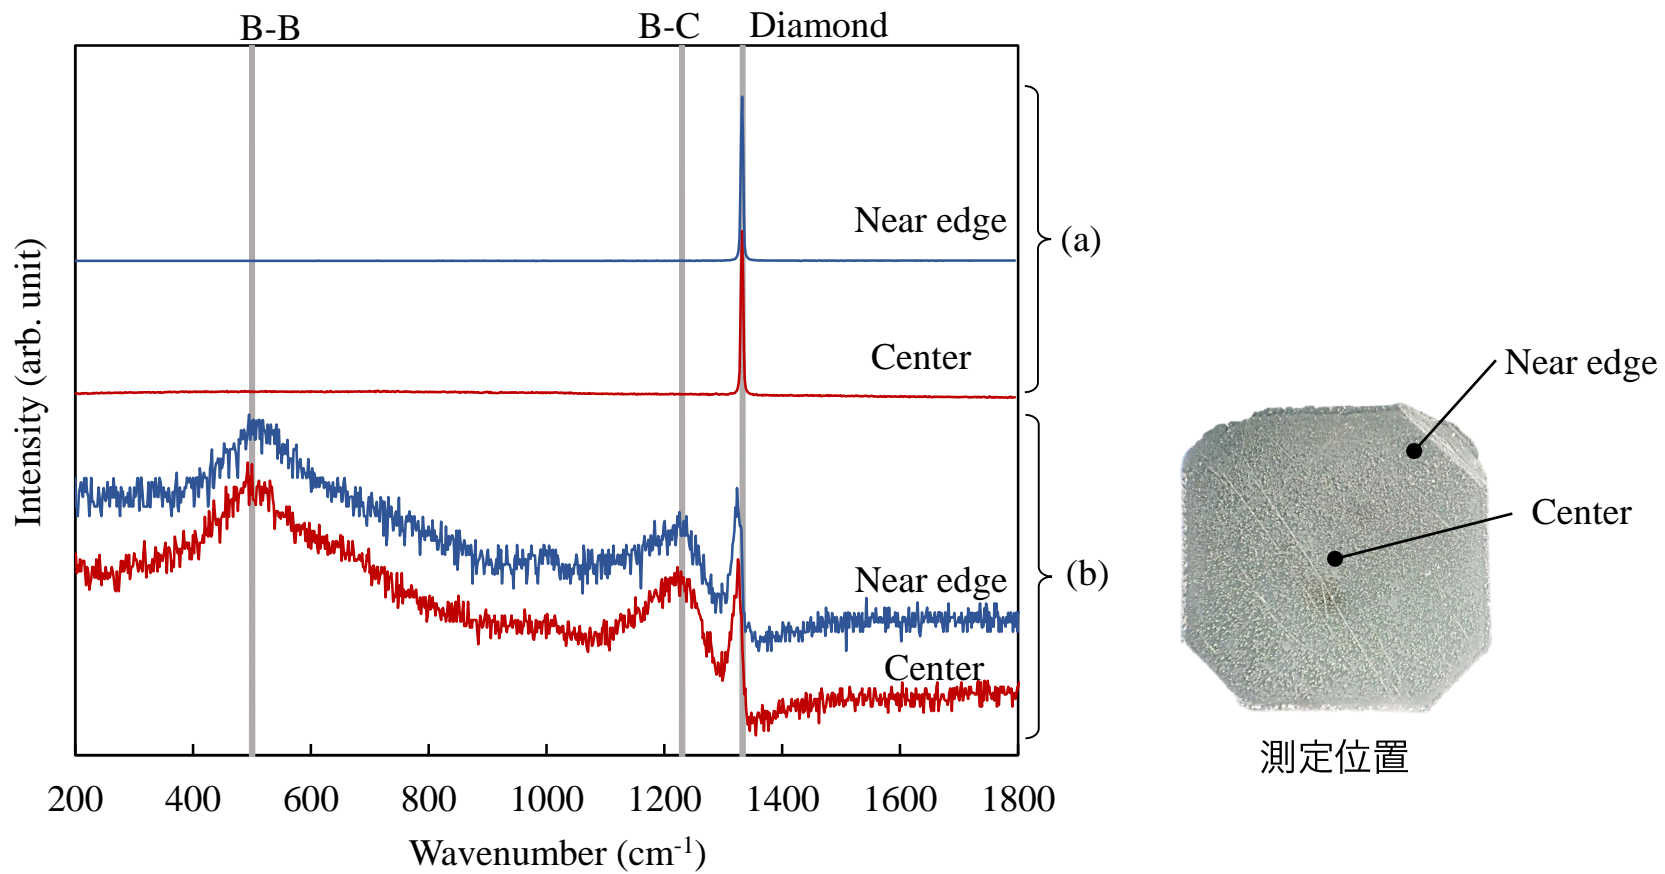 B-B
B-C
Diamond
Near edge
(a)
Center
Near edge
(b)
Center
Intensity (arb. unit)
200 400 600 800 1000 1200 1400 1600 1800
Wavenumber (cm⁻¹)
Near edge
Center
測定位置